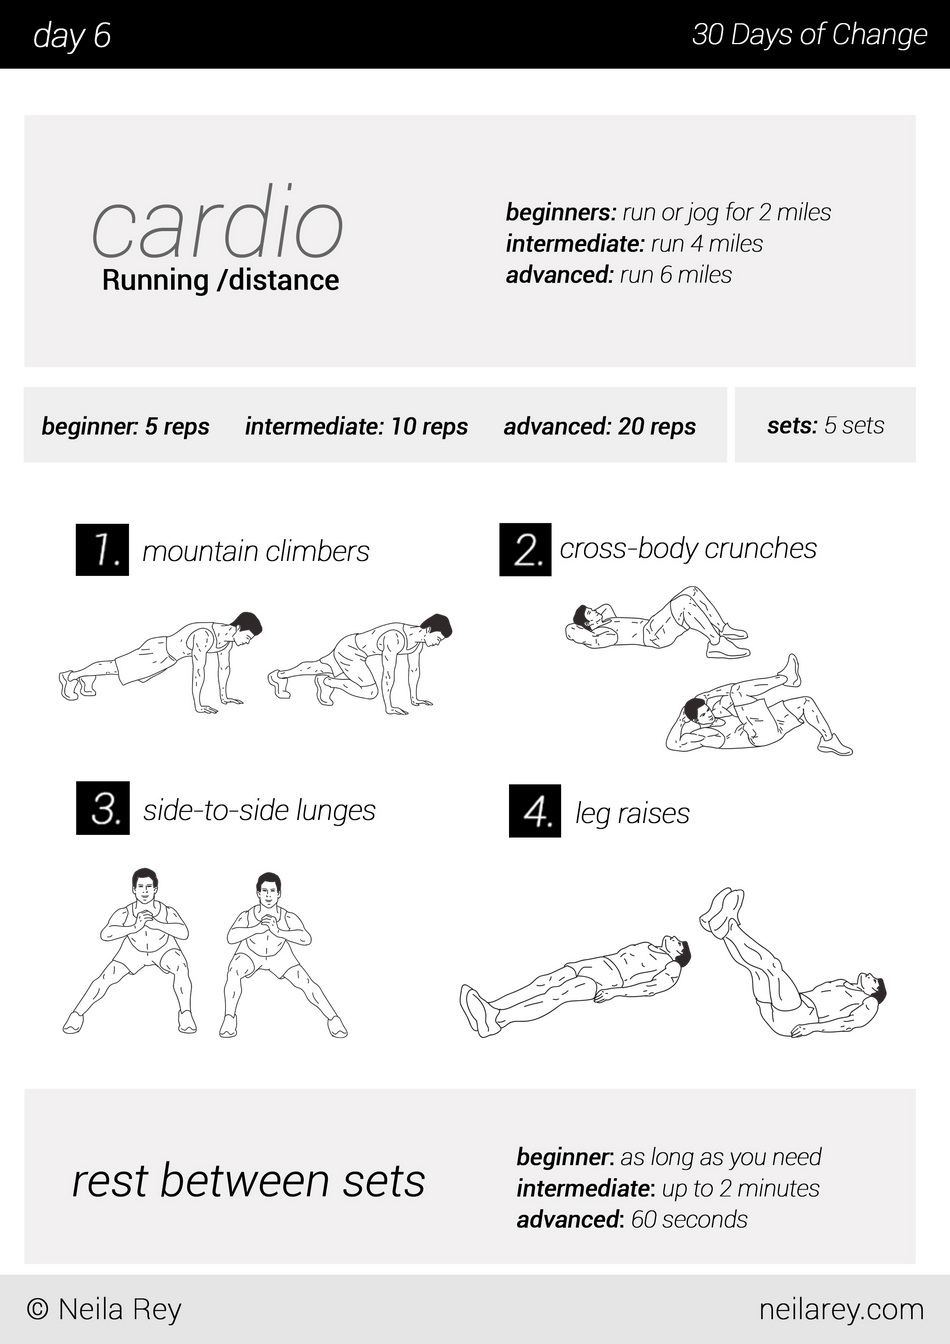 day 6
30 Days of Change
cardio
Running /distance
beginners: run or jog for 2 miles
intermediate: run 4 miles
advanced: run 6 miles
beginner: 5 reps
intermediate: 10 reps
advanced: 20 reps
sets: 5 sets
1. mountain climbers
2. cross-body crunches
3. side-to-side lunges
4. leg raises
rest between sets
beginner: as long as you need
intermediate: up to 2 minutes
advanced: 60 seconds
© Neila Rey
neilarey.com